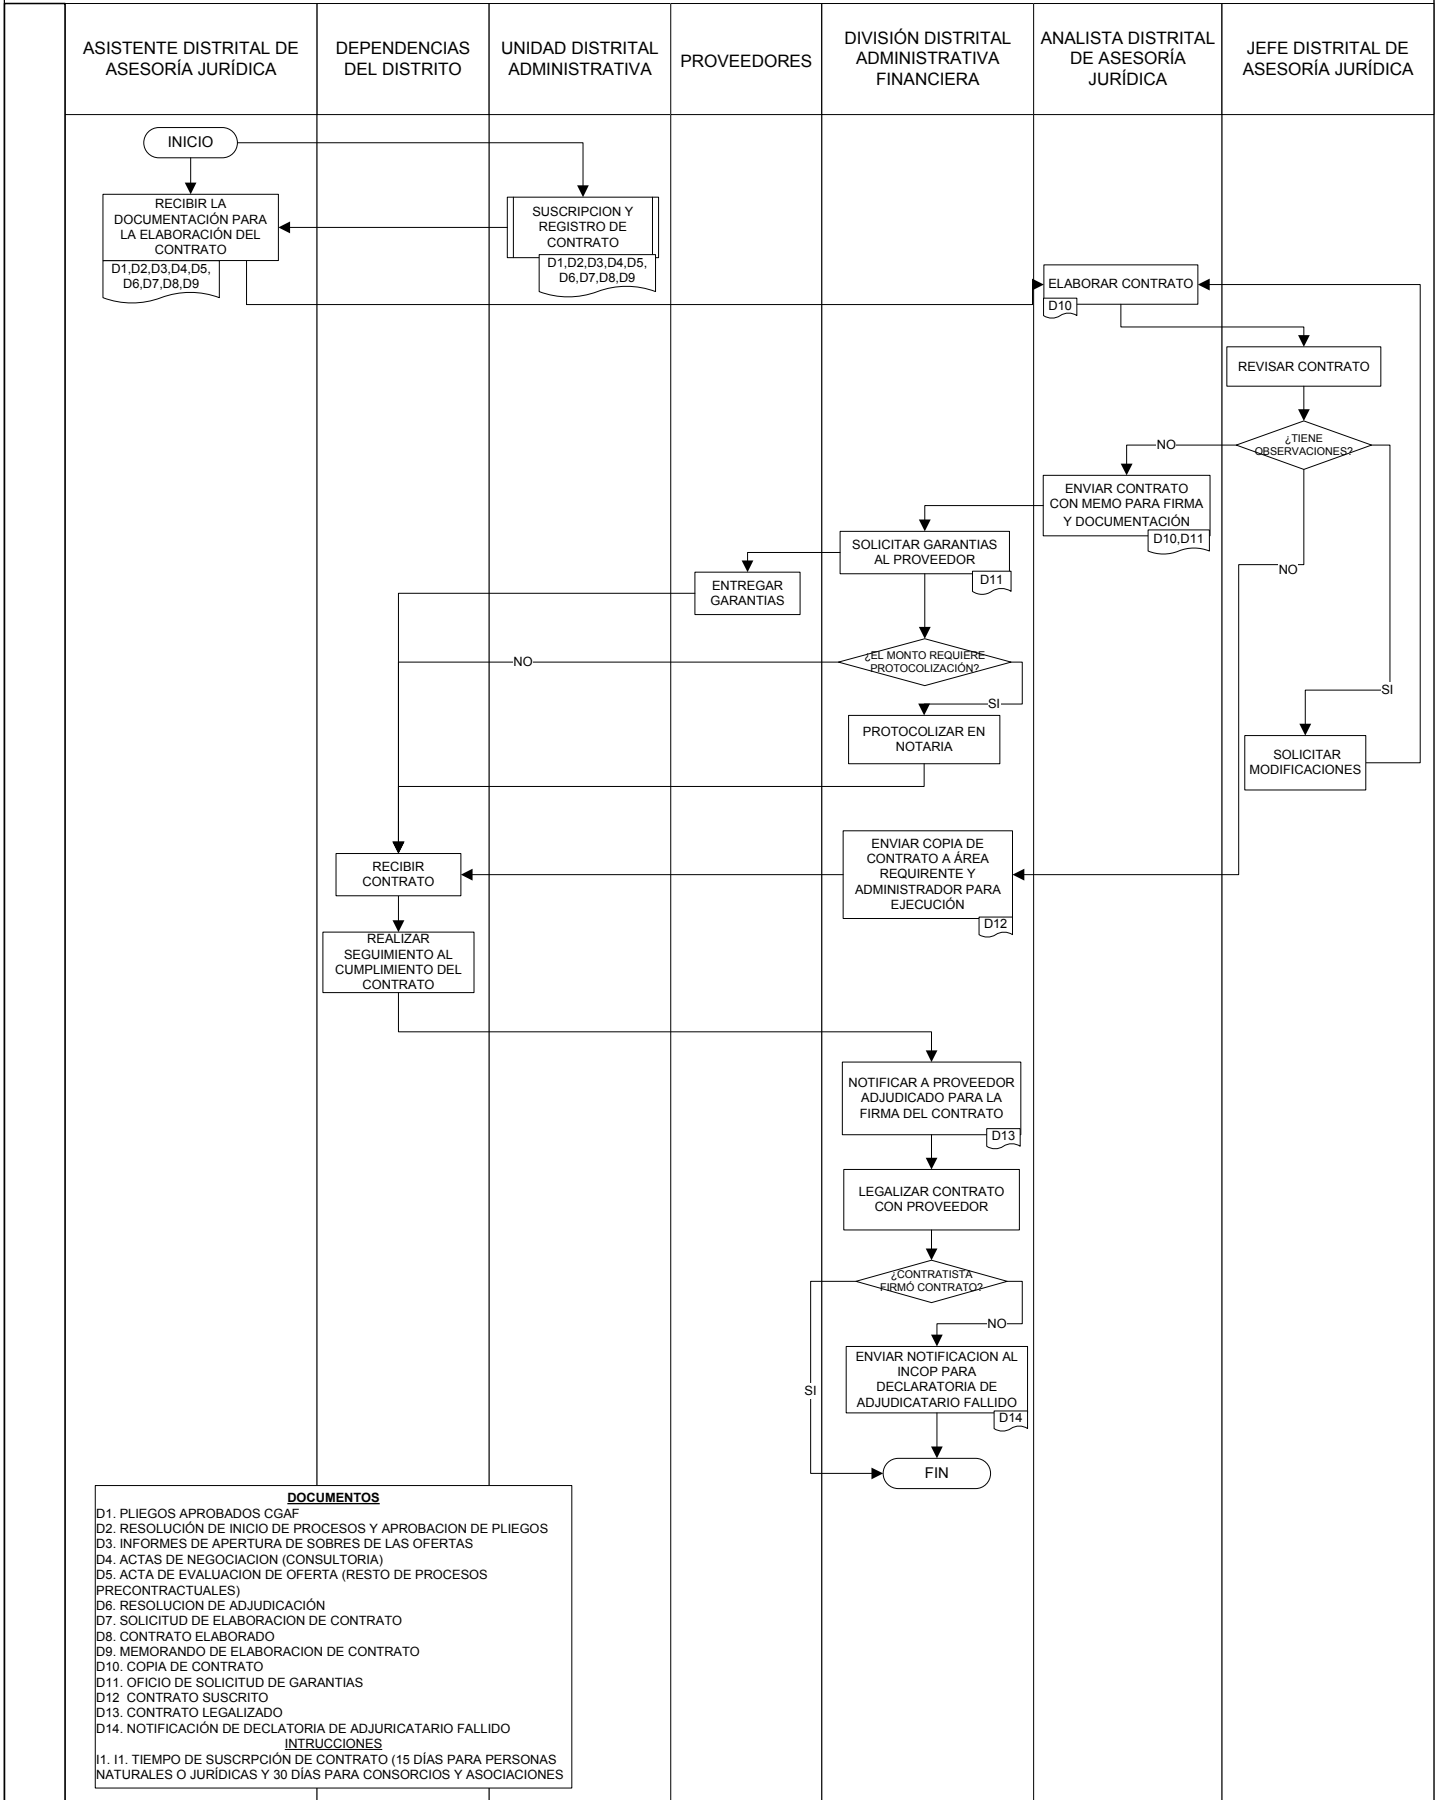 ASISTENTE DISTRITAL DE
ASESORÍA JURÍDICA
DEPENDENCIAS
DEL DISTRITO
UNIDAD DISTRITAL
ADMINISTRATIVA
PROVEEDORES
DIVISIÓN DISTRITAL
ADMINISTRATIVA
FINANCIERA
ANALISTA DISTRITAL
DE ASESORÍA
JURÍDICA
JEFE DISTRITAL DE
ASESORÍA JURÍDICA
INICIO
RECIBIR LA
DOCUMENTACIÓN PARA
LA ELABORACIÓN DEL
CONTRATO
D1,D2,D3,D4,D5,
D6,D7,D8,D9
SUSCRIPCION Y
REGISTRO DE
CONTRATO
D1,D2,D3,D4,D5,
D6,D7,D8,D9
ELABORAR CONTRATO
D10
REVISAR CONTRATO
¿TIENE
OBSERVACIONES?
NO
ENVIAR CONTRATO
CON MEMO PARA FIRMA
Y DOCUMENTACIÓN
D10,D11
SOLICITAR GARANTIAS
AL PROVEEDOR
D11
NO
ENTREGAR
GARANTIAS
¿EL MONTO REQUIERE
PROTOCOLIZACIÓN?
NO
SI
SI
PROTOCOLIZAR EN
NOTARIA
SOLICITAR
MODIFICACIONES
ENVIAR COPIA DE
CONTRATO A ÁREA
REQUIRENTE Y
ADMINISTRADOR PARA
EJECUCIÓN
D12
RECIBIR
CONTRATO
REALIZAR
SEGUIMIENTO AL
CUMPLIMIENTO DEL
CONTRATO
NOTIFICAR A PROVEEDOR
ADJUDICADO PARA LA
FIRMA DEL CONTRATO
D13
LEGALIZAR CONTRATO
CON PROVEEDOR
¿CONTRATISTA
FIRMÓ CONTRATO?
NO
ENVIAR NOTIFICACION AL
INCOP PARA
DECLARATORIA DE
ADJUDICATARIO FALLIDO
D14
SI
FIN
DOCUMENTOS
D1. PLIEGOS APROBADOS CGAF
D2. RESOLUCIÓN DE INICIO DE PROCESOS Y APROBACION DE PLIEGOS
D3. INFORMES DE APERTURA DE SOBRES DE LAS OFERTAS
D4. ACTAS DE NEGOCIACION (CONSULTORIA)
D5. ACTA DE EVALUACION DE OFERTA (RESTO DE PROCESOS
PRECONTRACTUALES)
D6. RESOLUCION DE ADJUDICACIÓN
D7. SOLICITUD DE ELABORACION DE CONTRATO
D8. CONTRATO ELABORADO
D9. MEMORANDO DE ELABORACION DE CONTRATO
D10. COPIA DE CONTRATO
D11. OFICIO DE SOLICITUD DE GARANTIAS
D12 CONTRATO SUSCRITO
D13. CONTRATO LEGALIZADO
D14. NOTIFICACIÓN DE DECLATORIA DE ADJURICATARIO FALLIDO
INTRUCCIONES
I1. I1. TIEMPO DE SUSCRPCIÓN DE CONTRATO (15 DÍAS PARA PERSONAS
NATURALES O JURÍDICAS Y 30 DÍAS PARA CONSORCIOS Y ASOCIACIONES